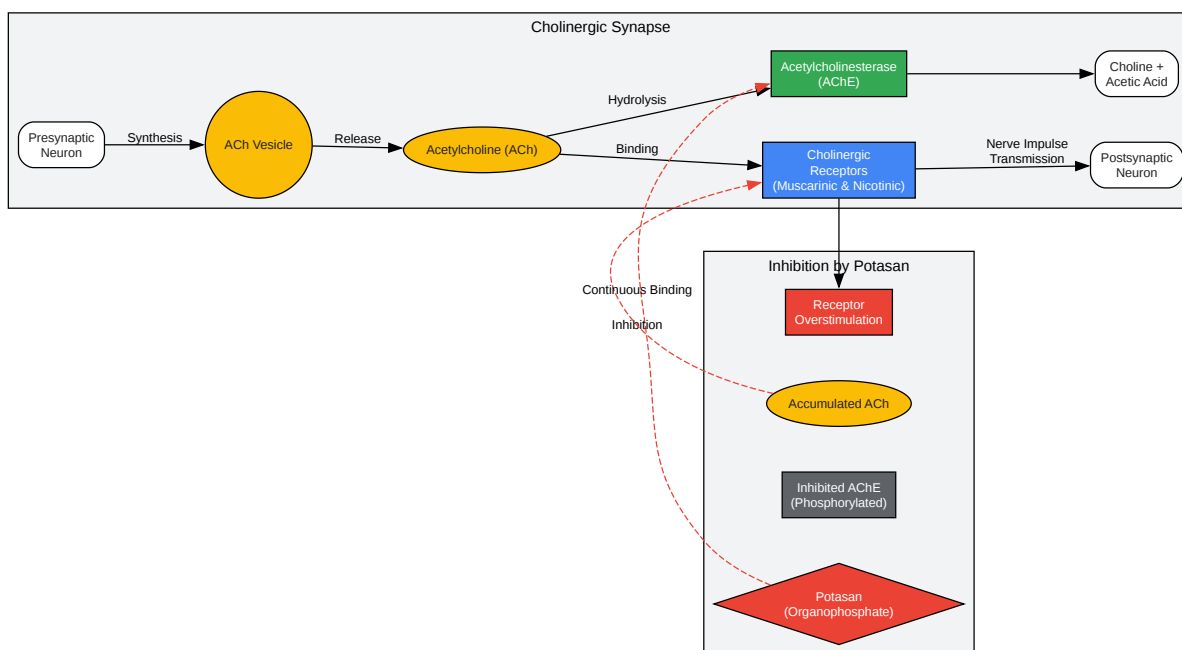 Cholinergic Synapse
Presynaptic
Neuron
Synthesis
ACh Vesicle
Release
Acetylcholine (ACh)
Hydrolysis
Binding
Acetylcholinesterase
(AChE)
Choline +
Acetic Acid
Cholinergic
Receptors
(Muscarinic & Nicotinic)
Nerve Impulse
Transmission
Postsynaptic
Neuron
Inhibition by Potasan
Continuous Binding
Inhibition
Receptor
Overstimulation
Accumulated ACh
Inhibited AChE
(Phosphorylated)
Potasan
(Organophosphate)